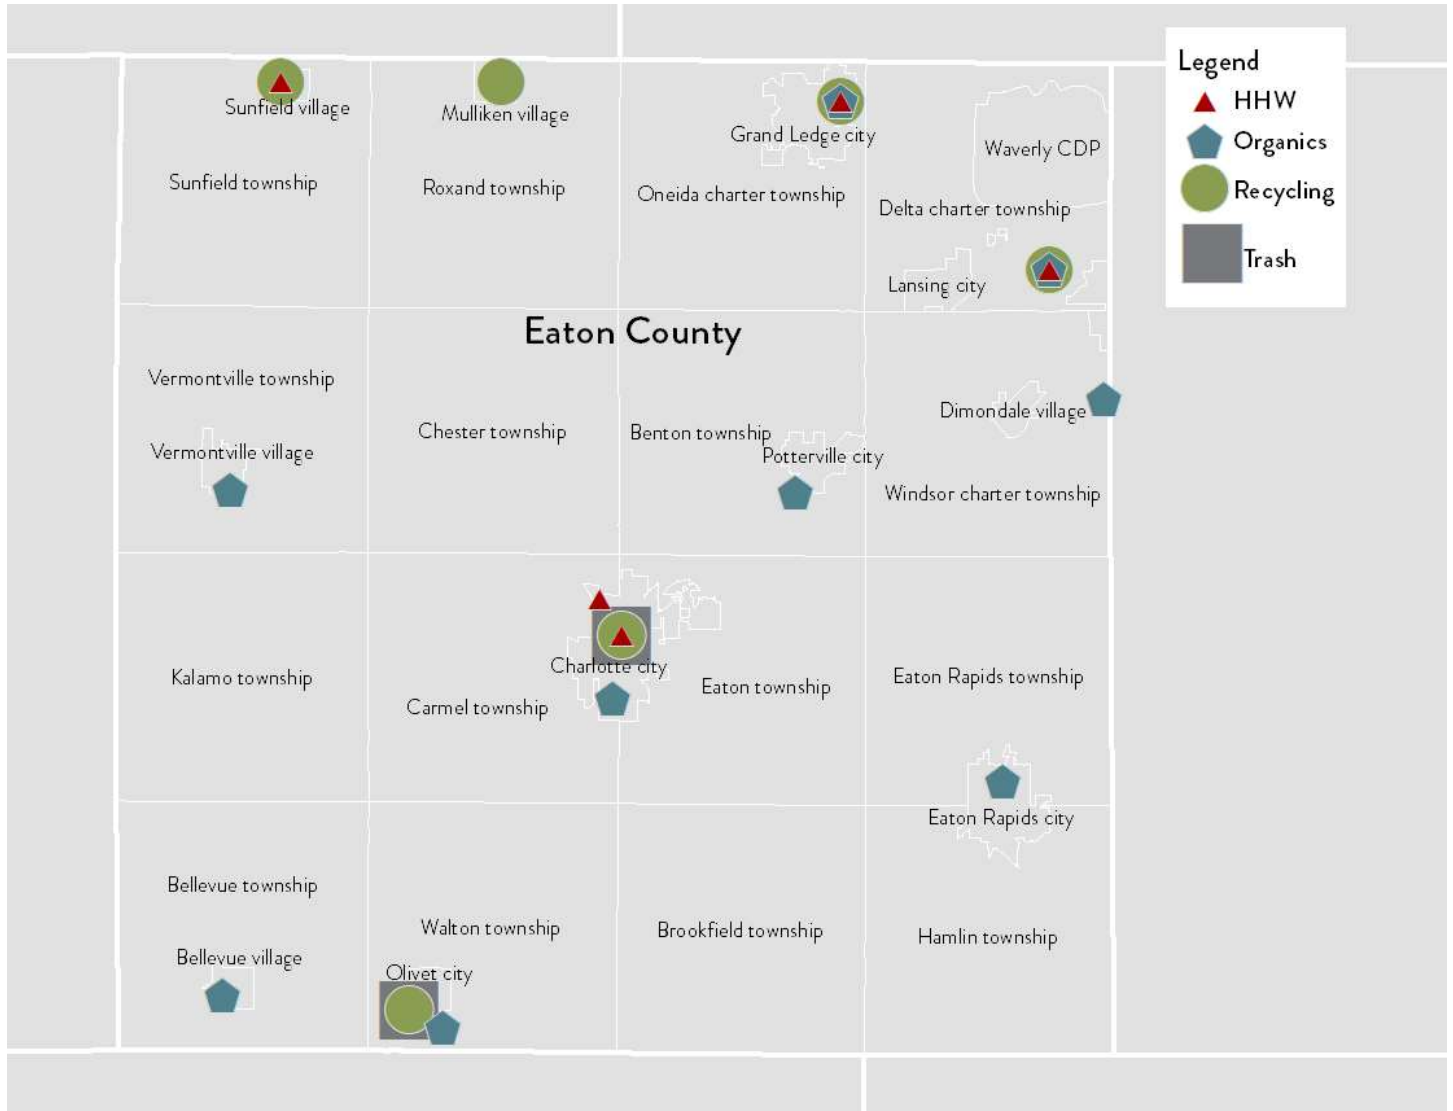 Legend
HHW
Organics
Recycling
Trash
Sunfield village
Mulliken village
Grand Ledge city
Waverly CDP
Sunfield township
Roxand township
Oneida charter township
Delta charter township
Lansing city
Eaton County
Vermontville township
Dimondale village
Chester township
Benton township
Vermontville village
Potterville city
Windsor charter township
Charlotte city
Kalamo township
Eaton township
Eaton Rapids township
Carmel township
Eaton Rapids city
Bellevue township
Walton township
Brookfield township
Hamlin township
Bellevue village
Olivet city